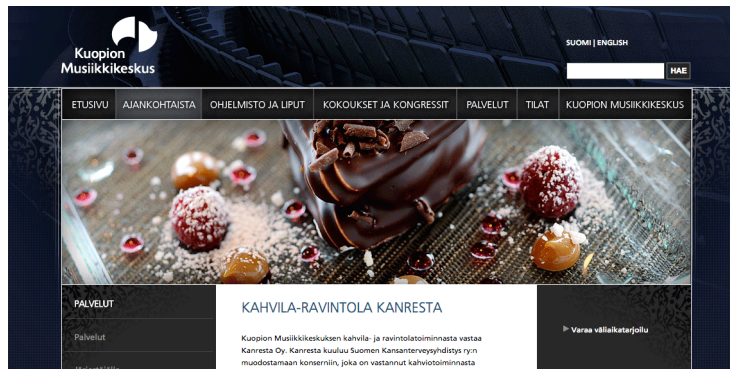 Kuopion
Musiikkikeskus
SUOMI | ENGLISH
HAE
ETUSIVU AJANKOHTAISTA OHJELMISTO JA LIPUT KOKOUKSET JA KONGRESSIT PALVELUT TILAT KUOPION MUSIIKKIKESKUS
PALVELUT
Palvelut
KAHVILA-RAVINTOLA KANRESTA
Kuopion Musiikkikeskuksen kahvila- ja ravintolatoiminnasta vastaa
Kanresta Oy. Kanresta kuuluu Suomen Kansanterveysyhdistys ry:n
muodostamaan konserniin, joka on vastannut kahviotoiminnasta
Varaa väliaikatarjoilu